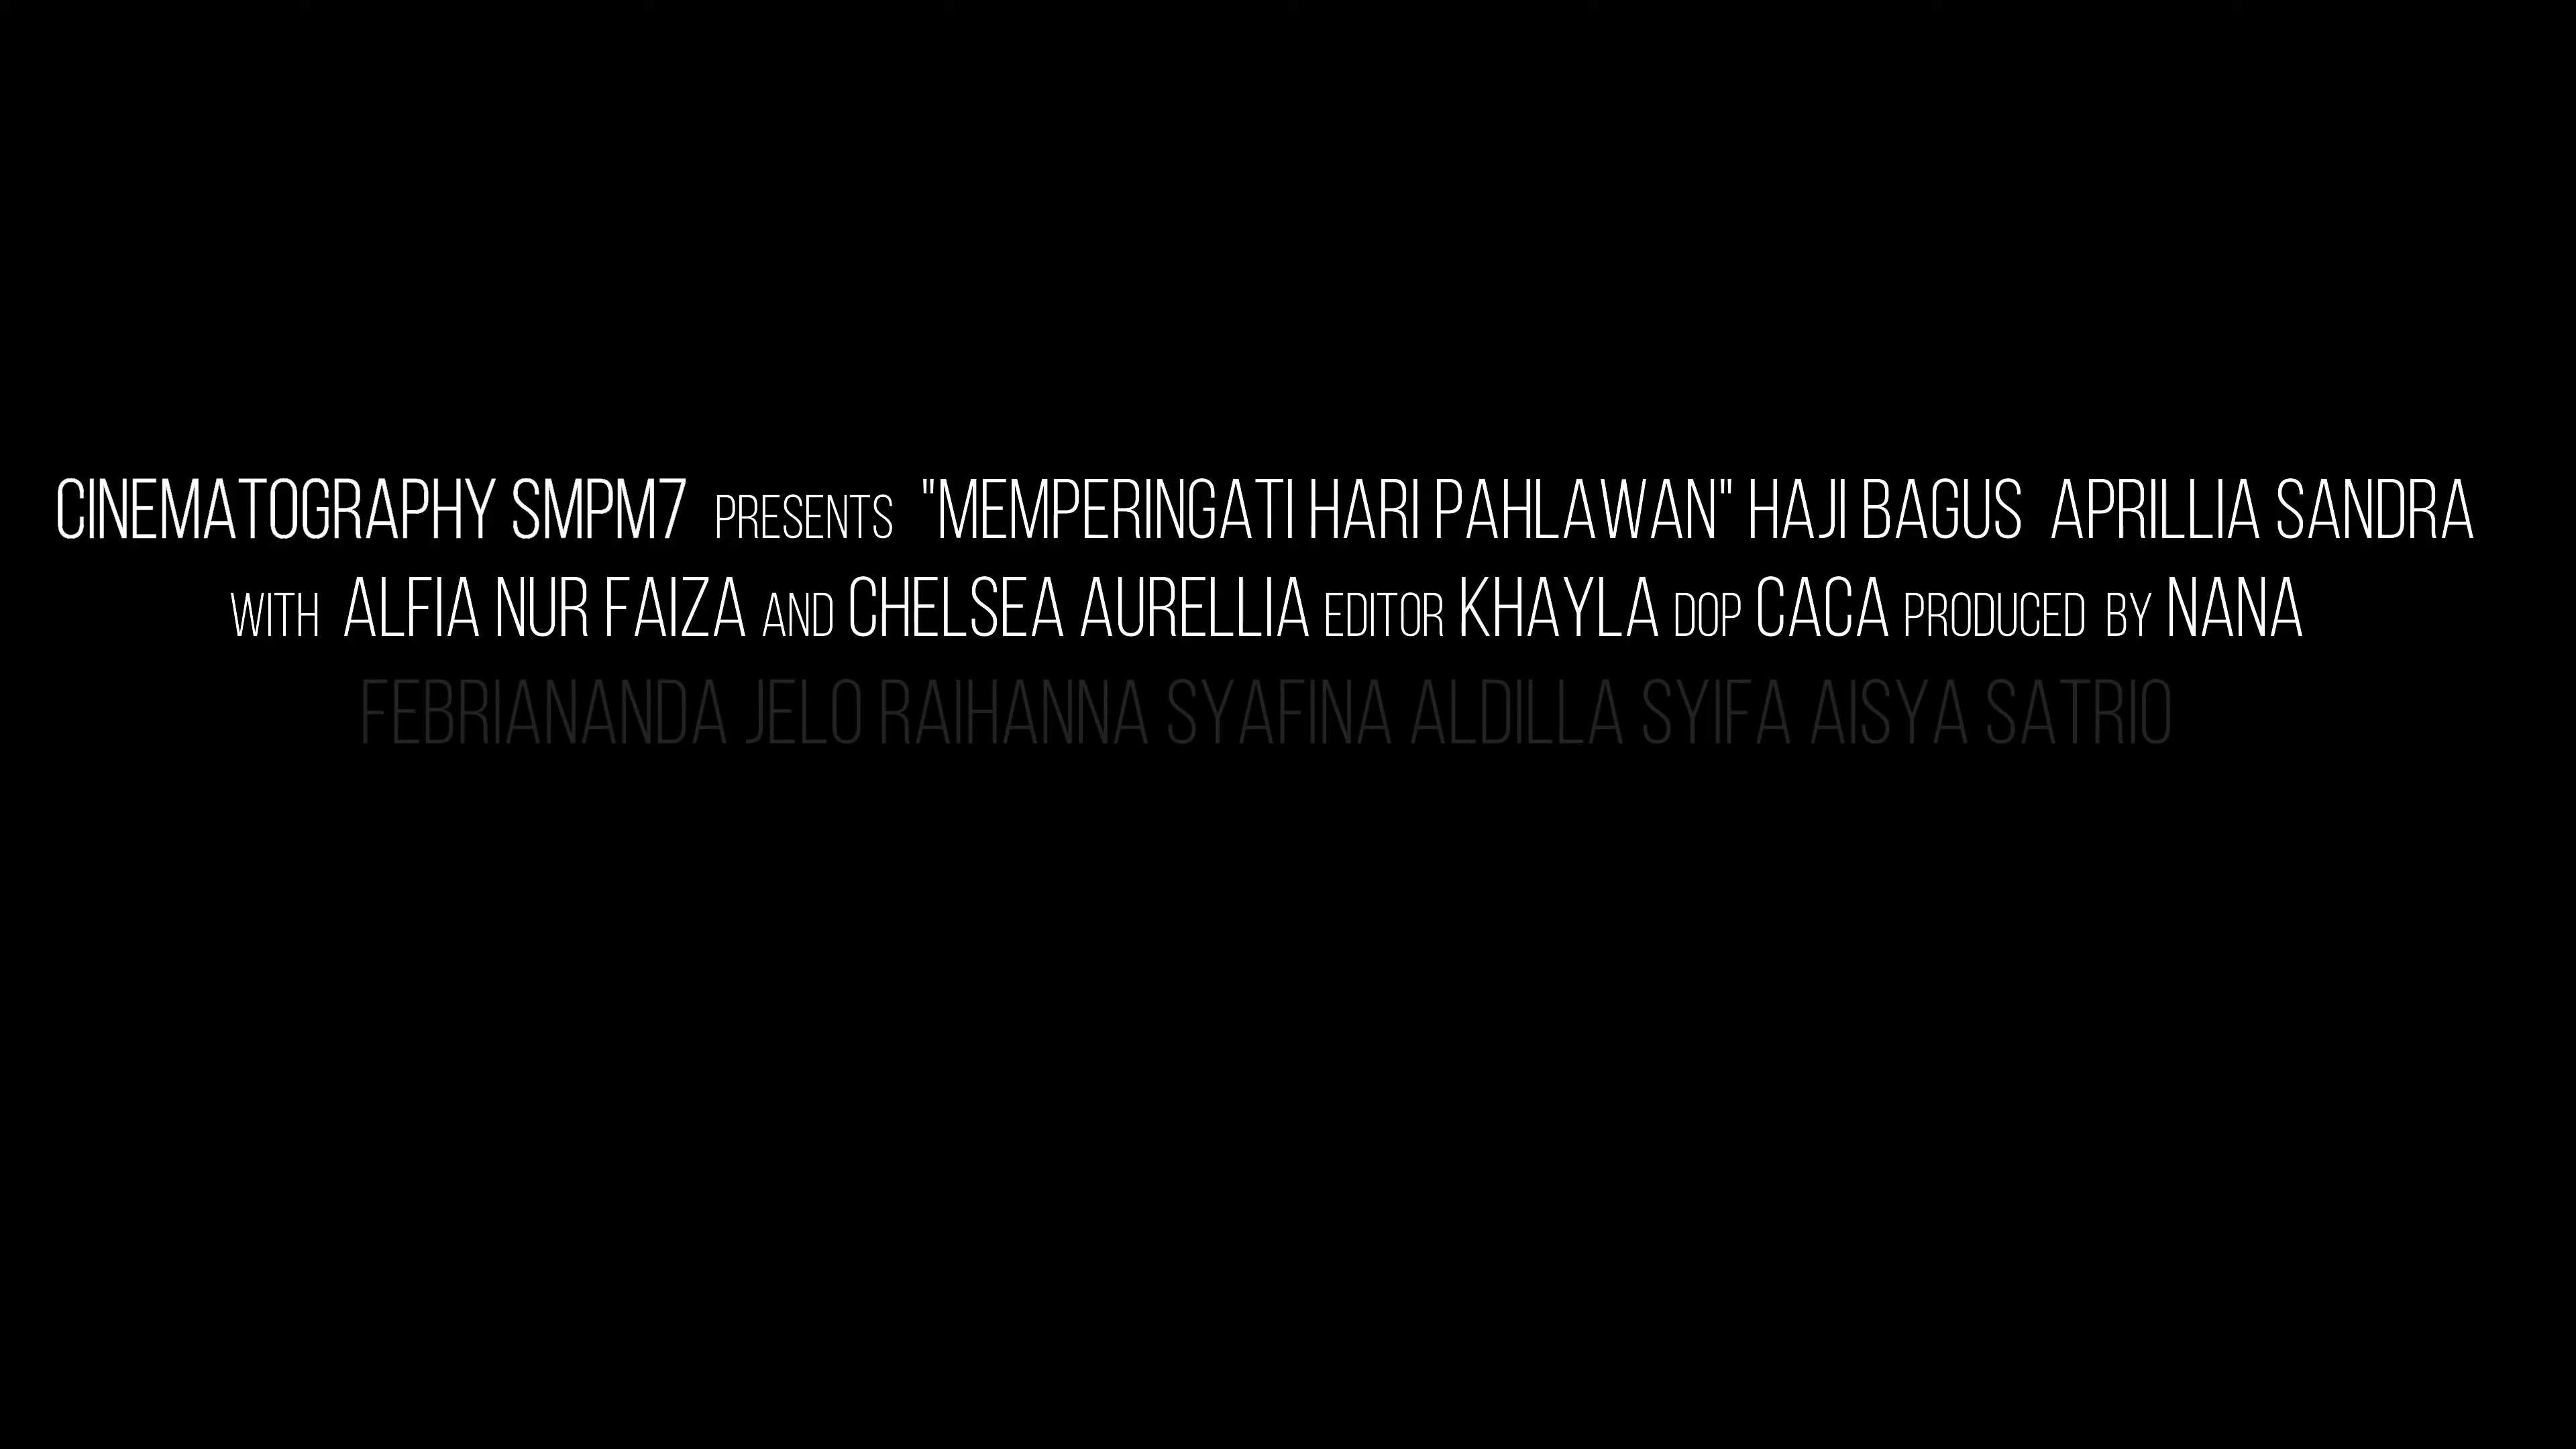 CINEMATOGRAPHY SMPM7 PRESENTS "MEMPERINGATI HARI PAHLAWAN" HAJI BAGUS APRILLIA SANDRA
WITH ALFIA NUR FAIZA AND CHELSEA AURELLIA EDITOR KHAYLA DOP CACA PRODUCED BY NANA
FEBRIANANDA JELO RAIHANNA SYAFINA ALDILLA SYIFA AISYA SATRIO